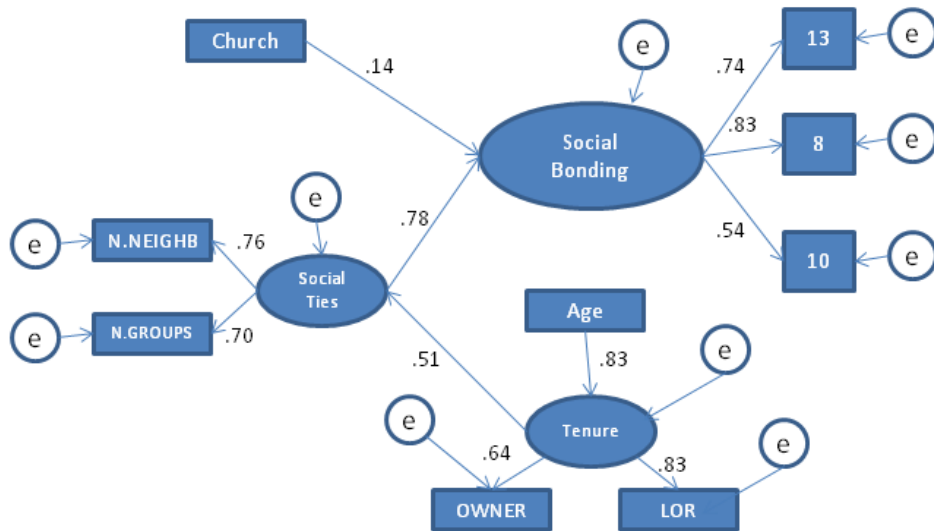 Church
e
13
e
.14
.74
.83
Social
Bonding
8
e
e
.78
.54
e
N.NEIGHB
.76
Social
Ties
10
e
e
N.GROUPS
.70
Age
.51
.83
e
e
Tenure
e
.64
.83
OWNER
LOR